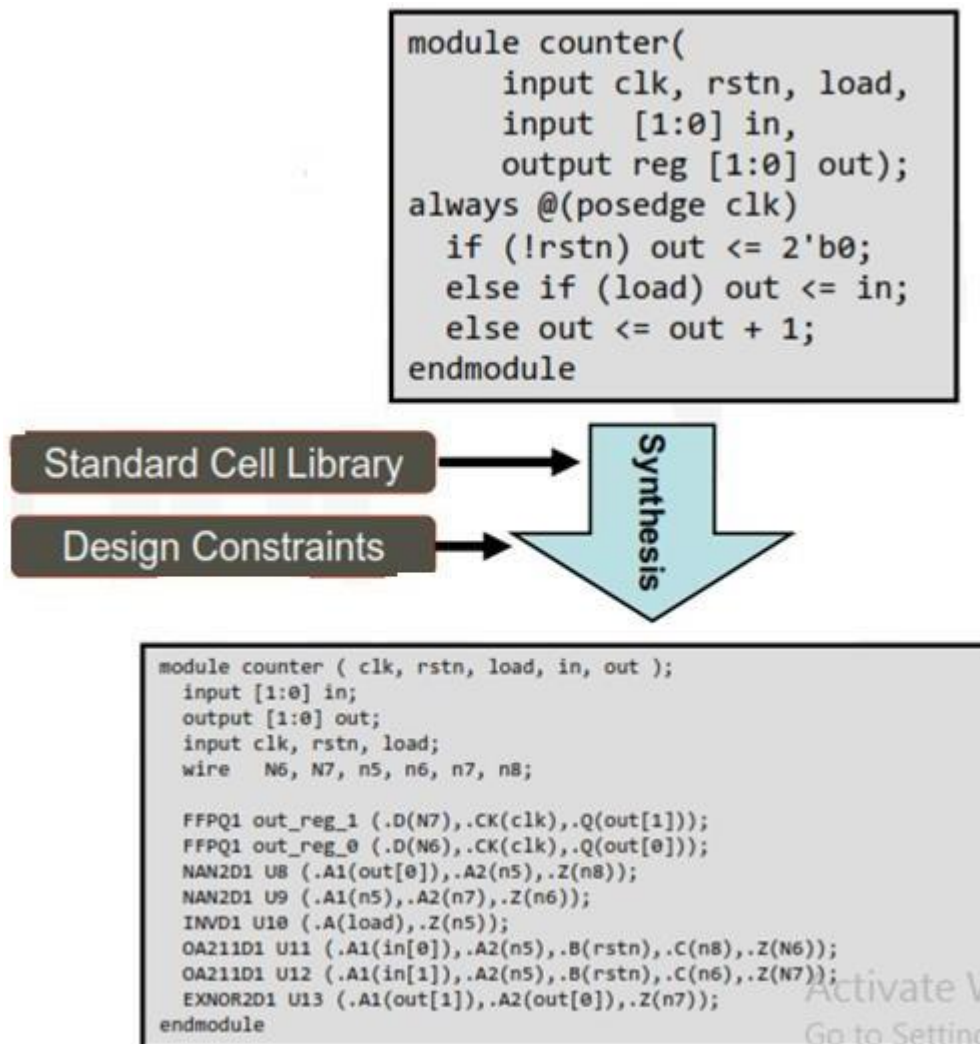 module counter(
input clk, rstn, load,
input [1:0] in,
output reg [1:0] out);
always @(posedge clk)
if (!rstn) out <= 2'b0;
else if (load) out <= in;
else out <= out + 1;
endmodule
Standard Cell Library
Design Constraints
Synthesis
module counter ( clk, rstn, load, in, out );
input [1:0] in;
output [1:0] out;
input clk, rstn, load;
wire N6, N7, n5, n6, n7, n8;
FFPQ1 out_reg_1 (.D(N7),.CK(clk),.Q(out[1]));
FFPQ1 out_reg_0 (.D(N6),.CK(clk),.Q(out[0]));
NAN2D1 U8 (.A1(out[0]),.A2(n5),.Z(n8));
NAN2D1 U9 (.A1(n5),.A2(n7),.Z(n6));
INVD1 U10 (.A(load),.Z(n5));
OA211D1 U11 (.A1(in[0]),.A2(n5),.B(rstn),.C(n8),.Z(N6));
OA211D1 U12 (.A1(in[1]),.A2(n5),.B(rstn),.C(n6),.Z(N7));
EXNOR2D1 U13 (.A1(out[1]),.A2(out[0]),.Z(n7));
endmodule
Activate W
Go to Setting